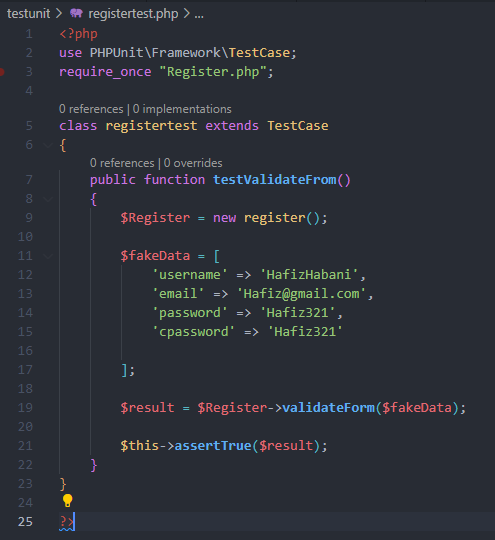 testunit > registertest.php > ...
1 <?php
2 use PHPUnit\Framework\TestCase;
3 require_once "Register.php";
4
0 references | 0 implementations
5 class registertest extends TestCase
6 {
0 references | 0 overrides
7 public function testValidateFrom()
8 {
9 $Register = new register();
10
11 $fakeData = [
12 'username' => 'HafizHabani',
13 'email' => 'Hafiz@gmail.com',
14 'password' => 'Hafiz321',
15 'cpassword' => 'Hafiz321'
16
17 ];
18
19 $result = $Register->validateForm($fakeData);
20
21 $this->assertTrue($result);
22 }
23 }
24
25 ?>